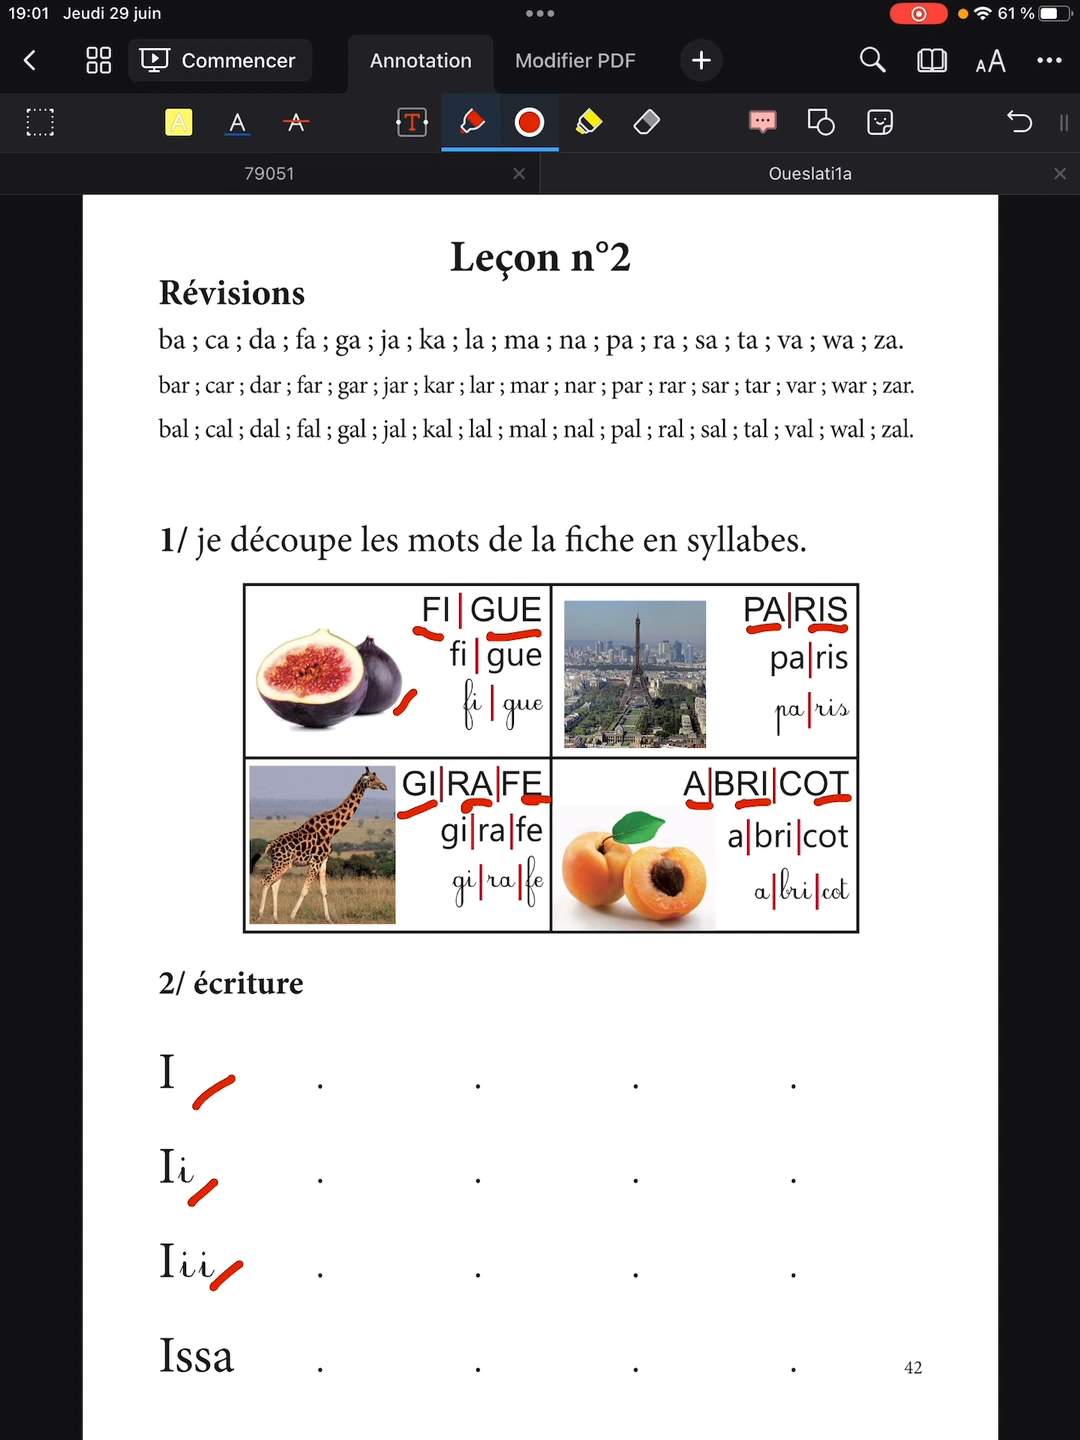 19:01 Jeudi 29 juin 61 %
Commencer Annotation Modifier PDF
79051 Oueslati1a
Leçon n°2
Révisions
ba ; ca ; da ; fa ; ga ; ja ; ka ; la ; ma ; na ; pa ; ra ; sa ; ta ; va ; wa ; za.
bar ; car ; dar ; far ; gar ; jar ; kar ; lar ; mar ; nar ; par ; rar ; sar ; tar ; var ; war ; zar.
bal ; cal ; dal ; fal ; gal ; jal ; kal ; lal ; mal ; nal ; pal ; ral ; sal ; tal ; val ; wal ; zal.
1/ je découpe les mots de la fiche en syllabes.
FI|GUE
fi|gue
fi|gue
PA|RIS
pa|ris
pa|ris
GI|RA|FE
gi|ra|fe
gi|ra|fe
A|BRI|COT
a|bri|cot
a|bri|cot
2/ écriture
I . . . .
Ii . . . .
Iii . . . .
Issa . . . .
42